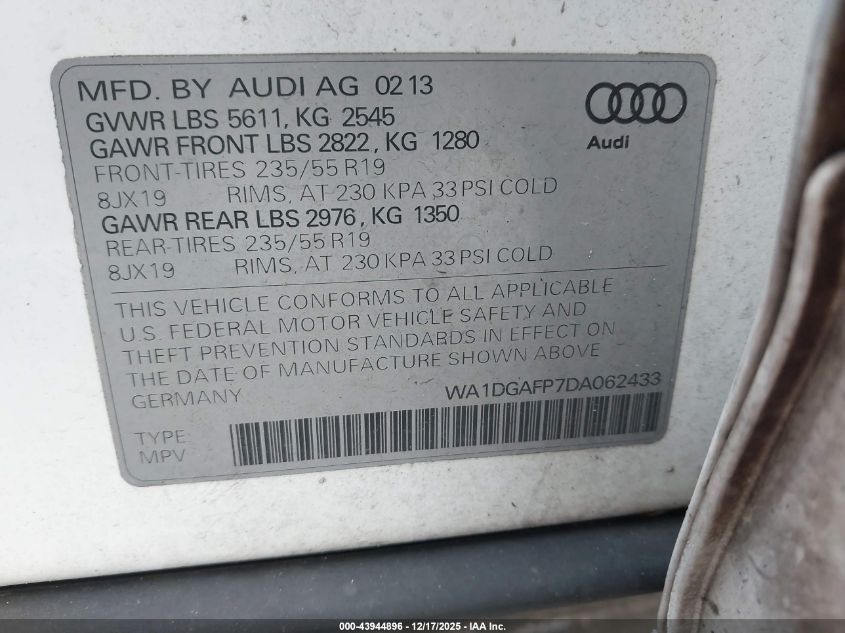 MFD. BY AUDI AG 02 13
GVWR LBS 5611, KG 2545
GAWR FRONT LBS 2822, KG 1280
FRONT-TIRES 235/55 R19
8JX19 RIMS, AT 230 KPA 33 PSI COLD
GAWR REAR LBS 2976, KG 1350
REAR-TIRES 235/55 R19
8JX19 RIMS, AT 230 KPA 33 PSI COLD
Audi
THIS VEHICLE CONFORMS TO ALL APPLICABLE
U.S. FEDERAL MOTOR VEHICLE SAFETY AND
THEFT PREVENTION STANDARDS IN EFFECT ON
THE DATE OF MANUFACTURE SHOWN ABOVE
GERMANY WA1DGAFP7DA062433
TYPE:
MPV
000-43944896 - 12/17/2025 - IAA Inc.